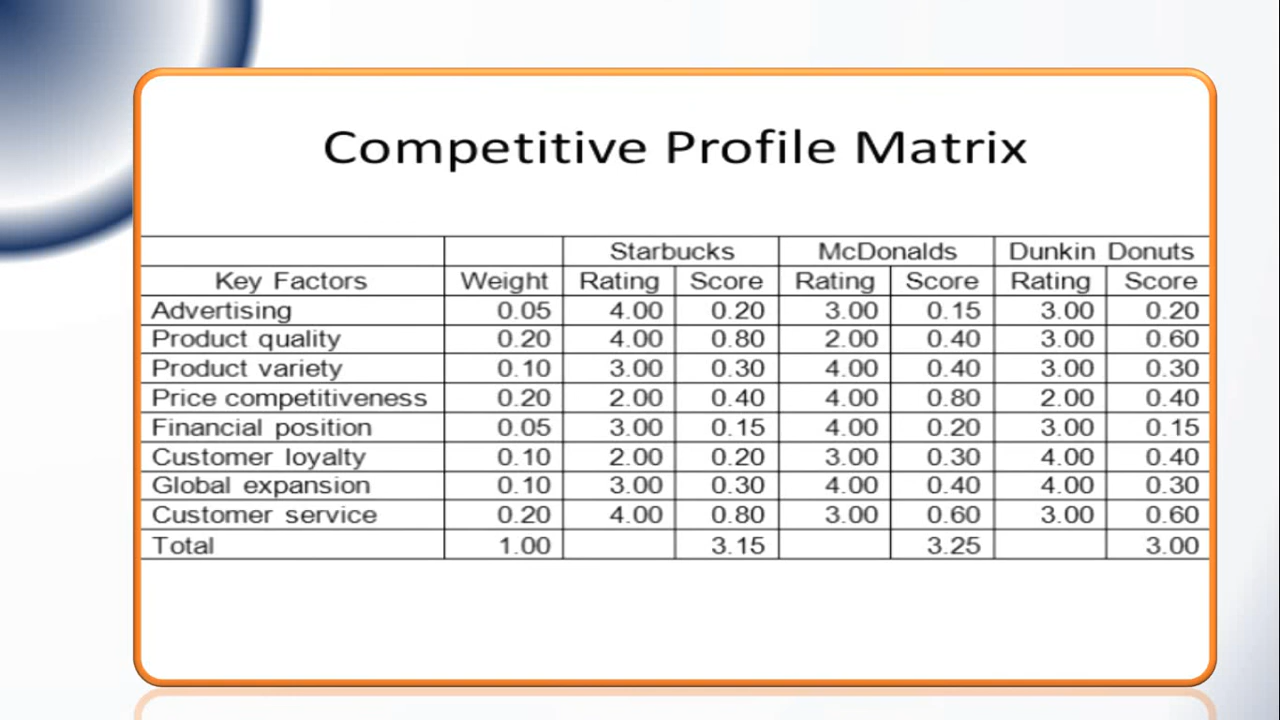 Competitive Profile Matrix
Starbucks McDonalds Dunkin Donuts
Key Factors Weight Rating Score Rating Score Rating Score
Advertising 0.05 4.00 0.20 3.00 0.15 3.00 0.20
Product quality 0.20 4.00 0.80 2.00 0.40 3.00 0.60
Product variety 0.10 3.00 0.30 4.00 0.40 3.00 0.30
Price competitiveness 0.20 2.00 0.40 4.00 0.80 2.00 0.40
Financial position 0.05 3.00 0.15 4.00 0.20 3.00 0.15
Customer loyalty 0.10 2.00 0.20 3.00 0.30 4.00 0.40
Global expansion 0.10 3.00 0.30 4.00 0.40 4.00 0.30
Customer service 0.20 4.00 0.80 3.00 0.60 3.00 0.60
Total 1.00 3.15 3.25 3.00